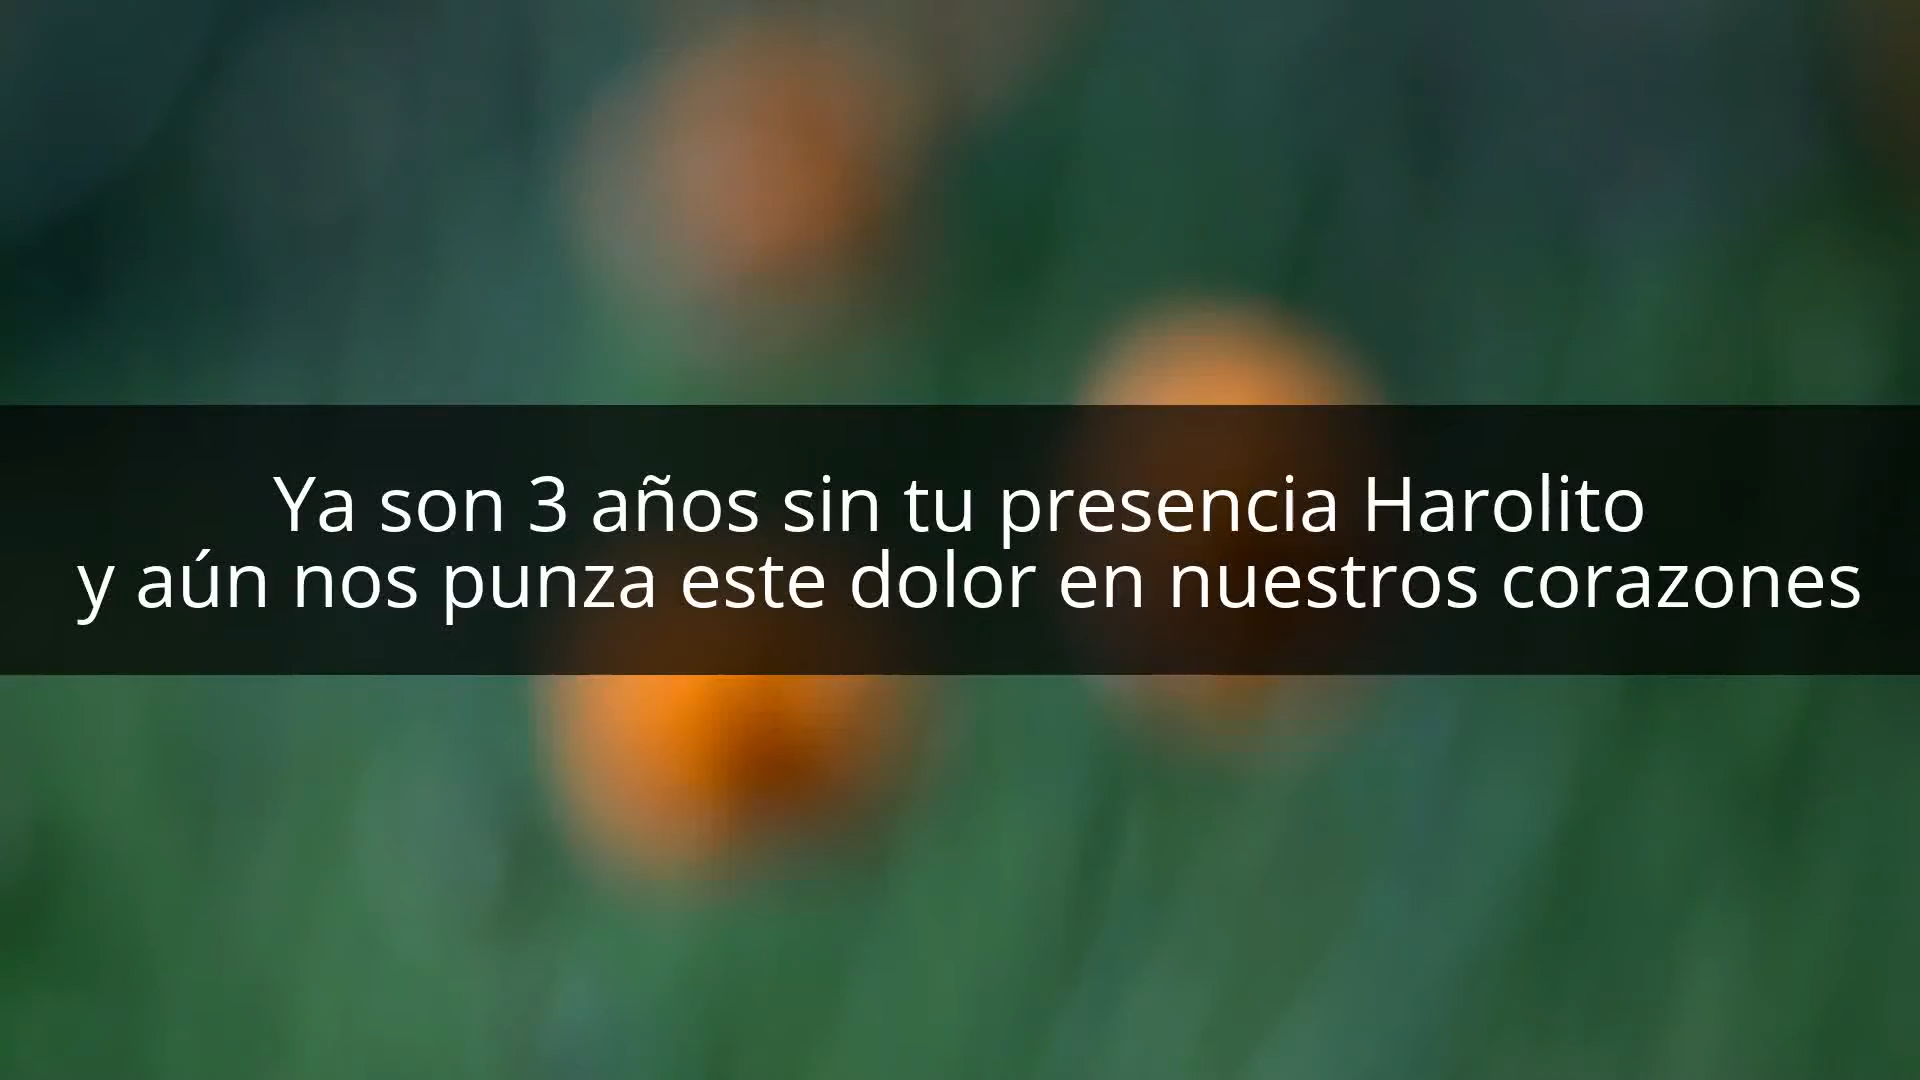 Ya son 3 años sin tu presencia Harolito
y aún nos punza este dolor en nuestros corazones